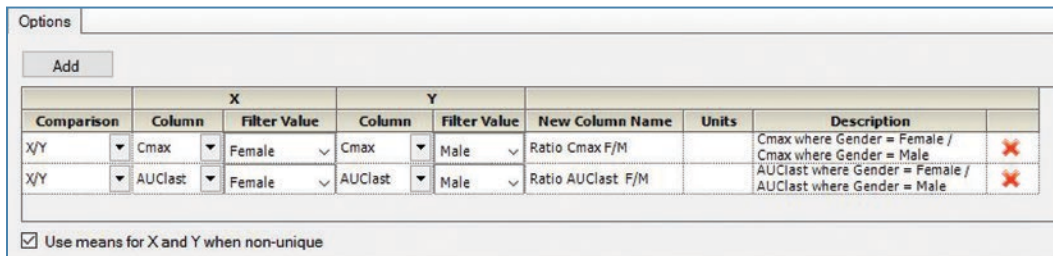 Options
Add
X Y
Comparison Column Filter Value Column Filter Value New Column Name Units Description
X/Y Cmax Female Cmax Male Ratio Cmax F/M Cmax where Gender = Female /
Cmax where Gender = Male
X/Y AUClast Female AUClast Male Ratio AUClast F/M AUClast where Gender = Female /
AUClast where Gender = Male
Use means for X and Y when non-unique